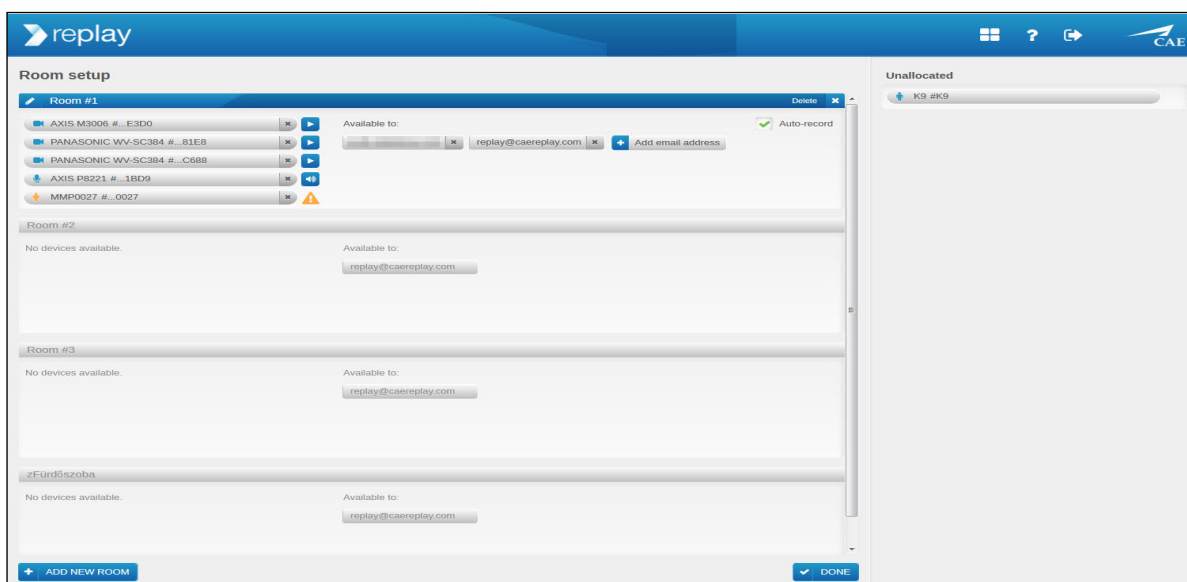 replay
?
CAE
Room setup
Unallocated
Room #1
Delete
K9 #K9
AXIS M3006 #...E3D0
Available to:
Auto-record
PANASONIC WV-SC384 #...81E8
replay@caereplay.com
Add email address
PANASONIC WV-SC384 #...C688
AXIS P8221 #...1BD9
MMP0027 #...0027
Room #2
No devices available.
Available to:
replay@caereplay.com
Room #3
No devices available.
Available to:
replay@caereplay.com
zFürdőszoba
No devices available.
Available to:
replay@caereplay.com
ADD NEW ROOM
DONE